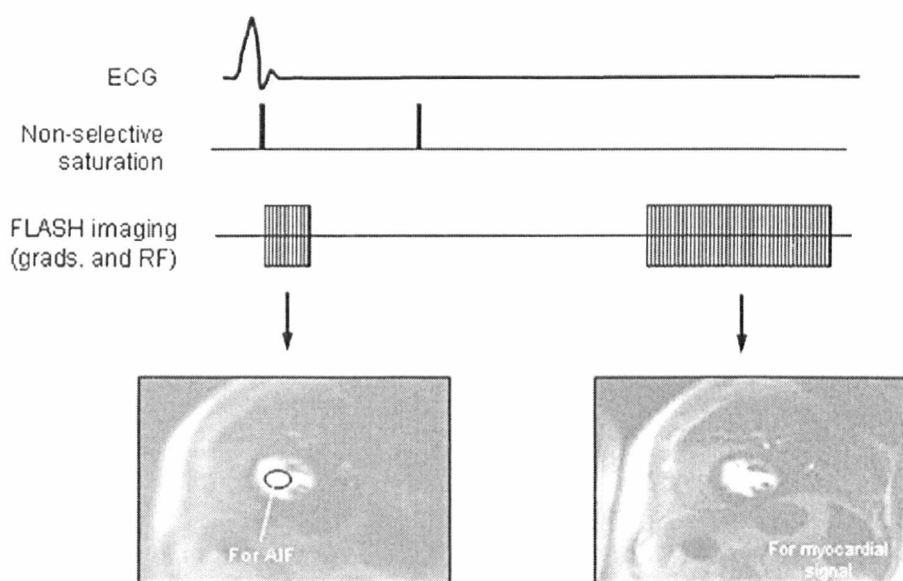 ECG
Non-selective
saturation
FLASH imaging
(grads. and RF)
For AIF
For myocardial
signal